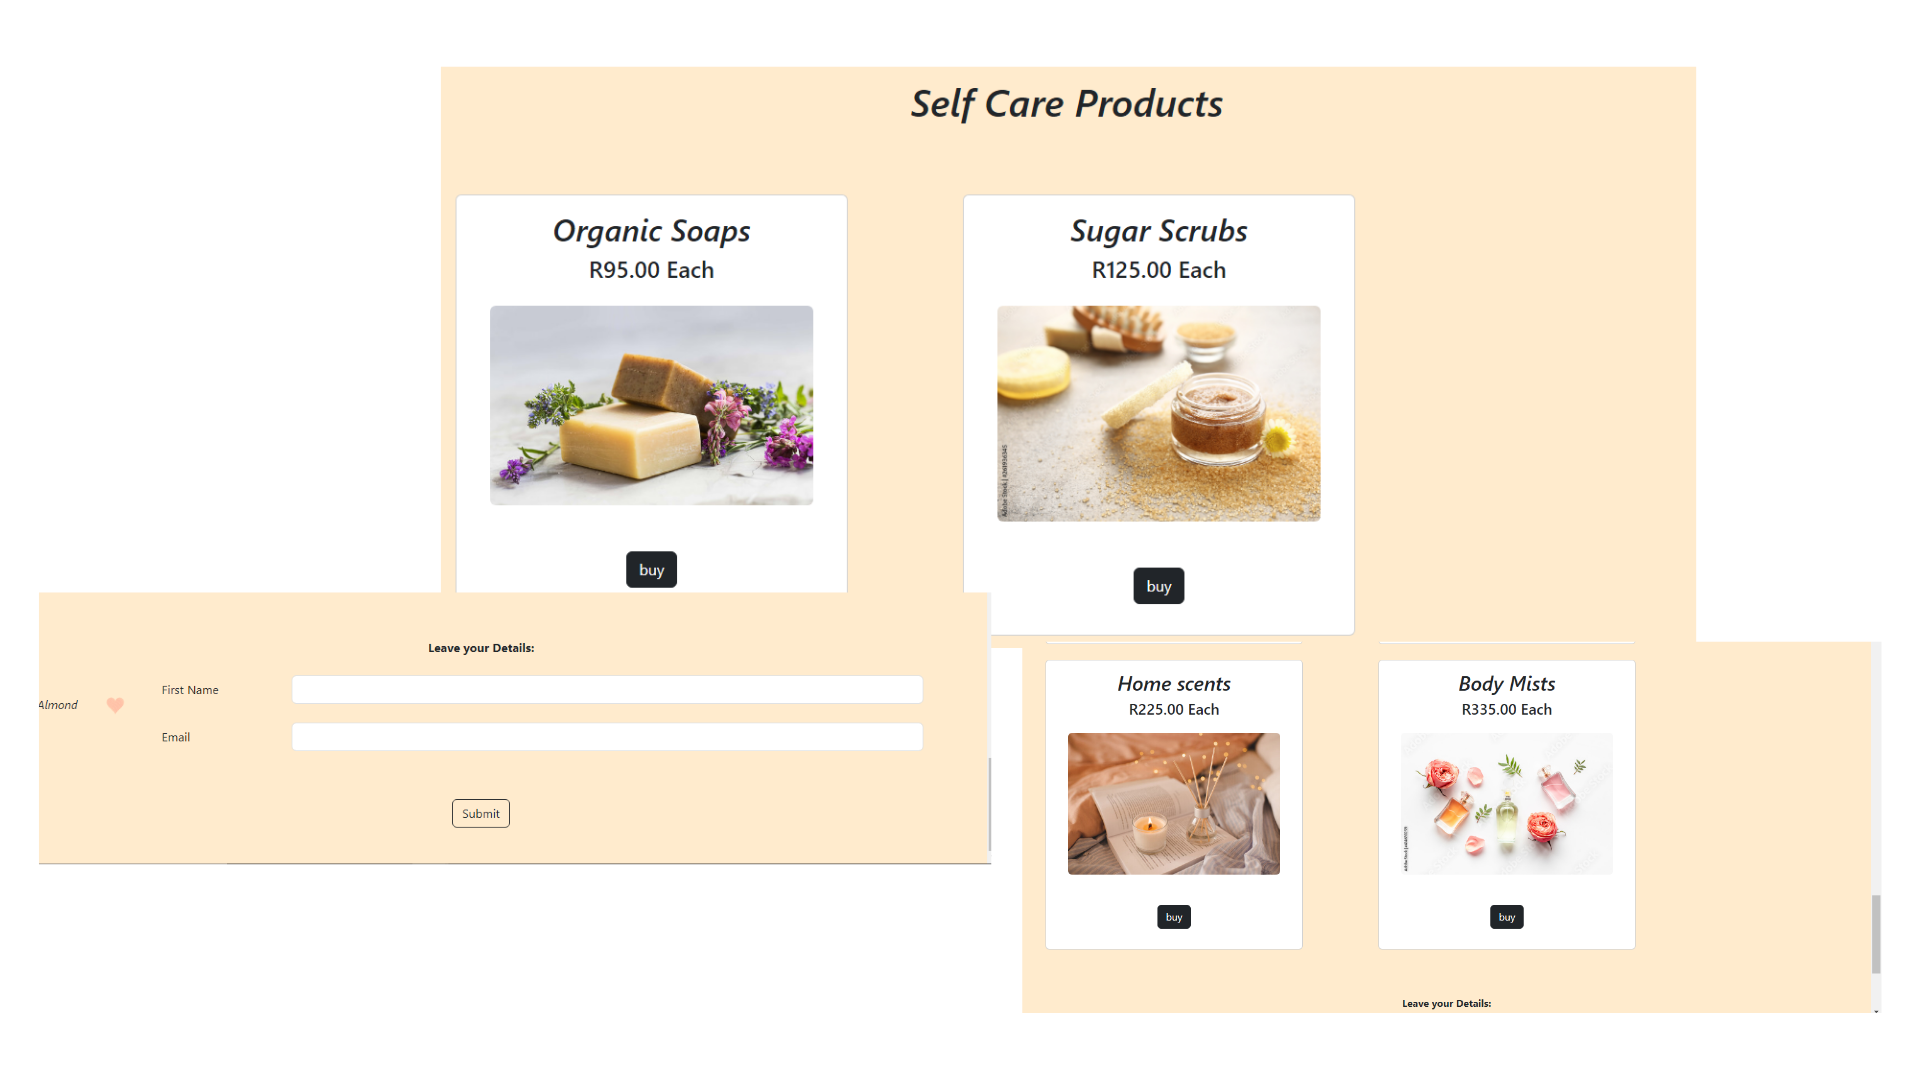 Self Care Products
Organic Soaps
R95.00 Each
buy
Sugar Scrubs
R125.00 Each
buy
Leave your Details:
Almond
First Name
Email
Submit
Home scents
R225.00 Each
buy
Body Mists
R335.00 Each
buy
Leave your Details: